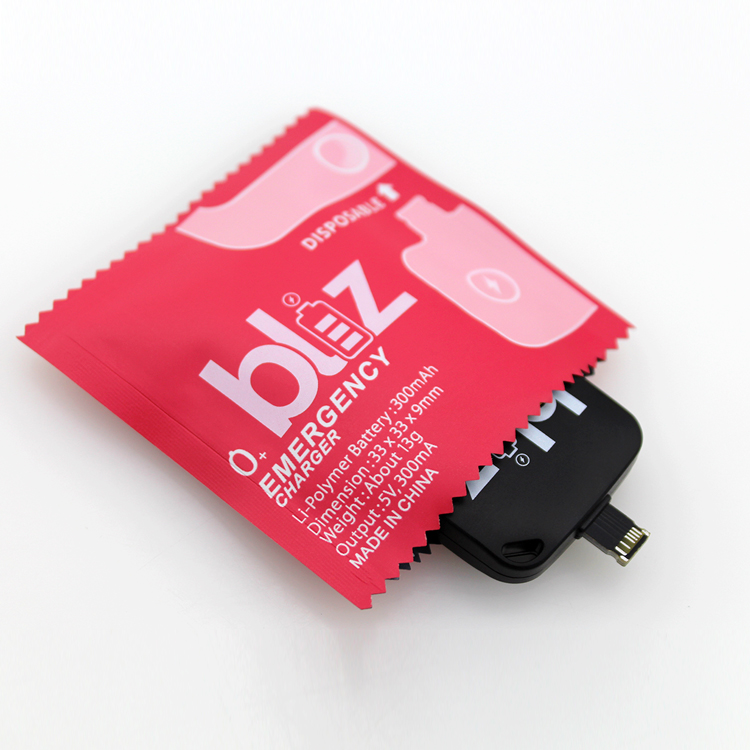 DISPOSABLE
bliz
EMERGENCY
CHARGER
Li-Polymer Battery:300mAh
Dimension:33 x 33 x 9mm
Weight:About 13g
Output:5V, 300mA
MADE IN CHINA